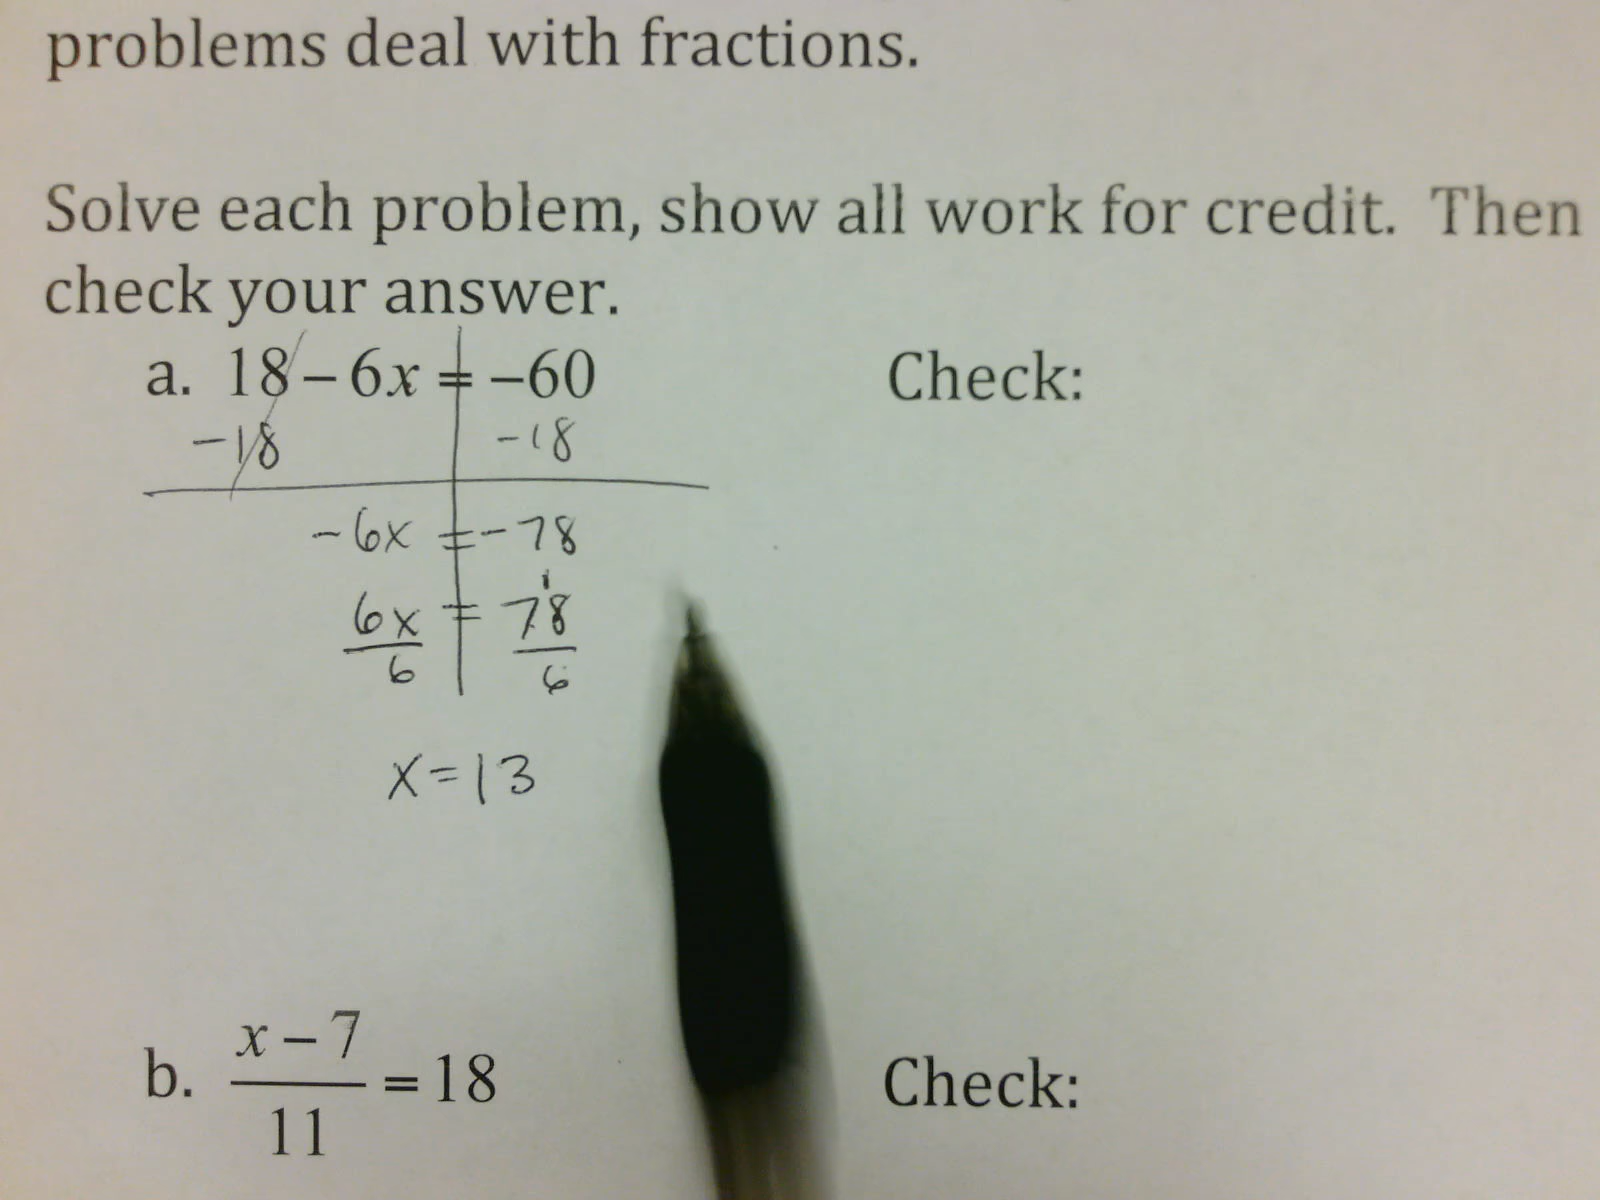 problems deal with fractions.
Solve each problem, show all work for credit. Then
check your answer.
a. 18 – 6x = –60 Check:
-18 -18
-6x = -78
6x/6 = 78/6
x = 13
b. x – 7/11 = 18 Check: